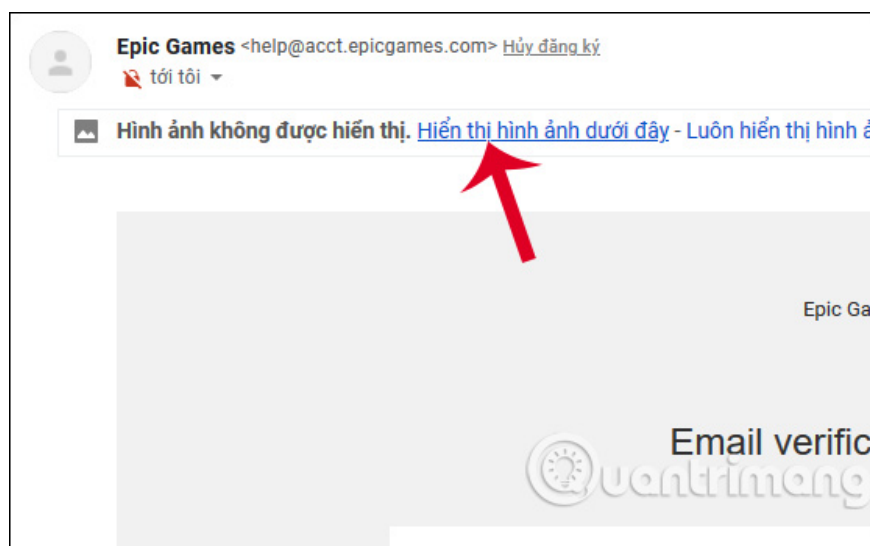 Epic Games <help@acct.epicgames.com> Hủy đăng ký
tới tôi
Hình ảnh không được hiển thị. Hiển thị hình ảnh dưới đây - Luôn hiển thị hình ả
Epic Ga
Email verific
Quantrimang